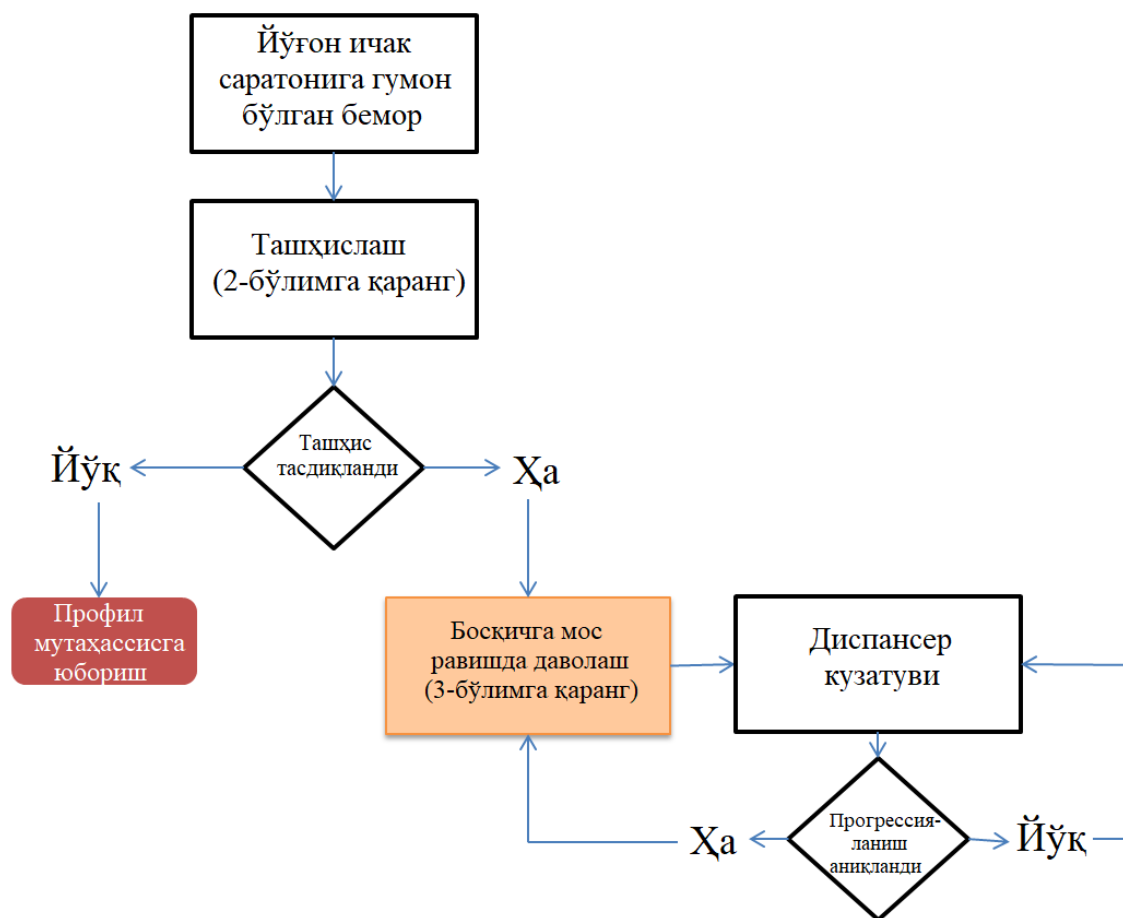 Йўғон ичак
саратонига гумон
бўлган бемор
Ташҳислаш
(2-бўлимга қаранг)
Ташҳис
тасдиқланди
Йўқ
Ҳа
Профил
мутаҳассисга
юбориш
Босқичга мос
равишда даволаш
(3-бўлимга қаранг)
Диспансер
кузатуви
Прогрессия-
ланиш
аниқланди
Ҳа
Йўқ